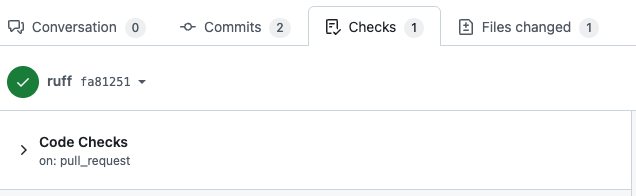 Conversation 0 Commits 2 Checks 1 Files changed 1
ruff fa81251
Code Checks
on: pull_request